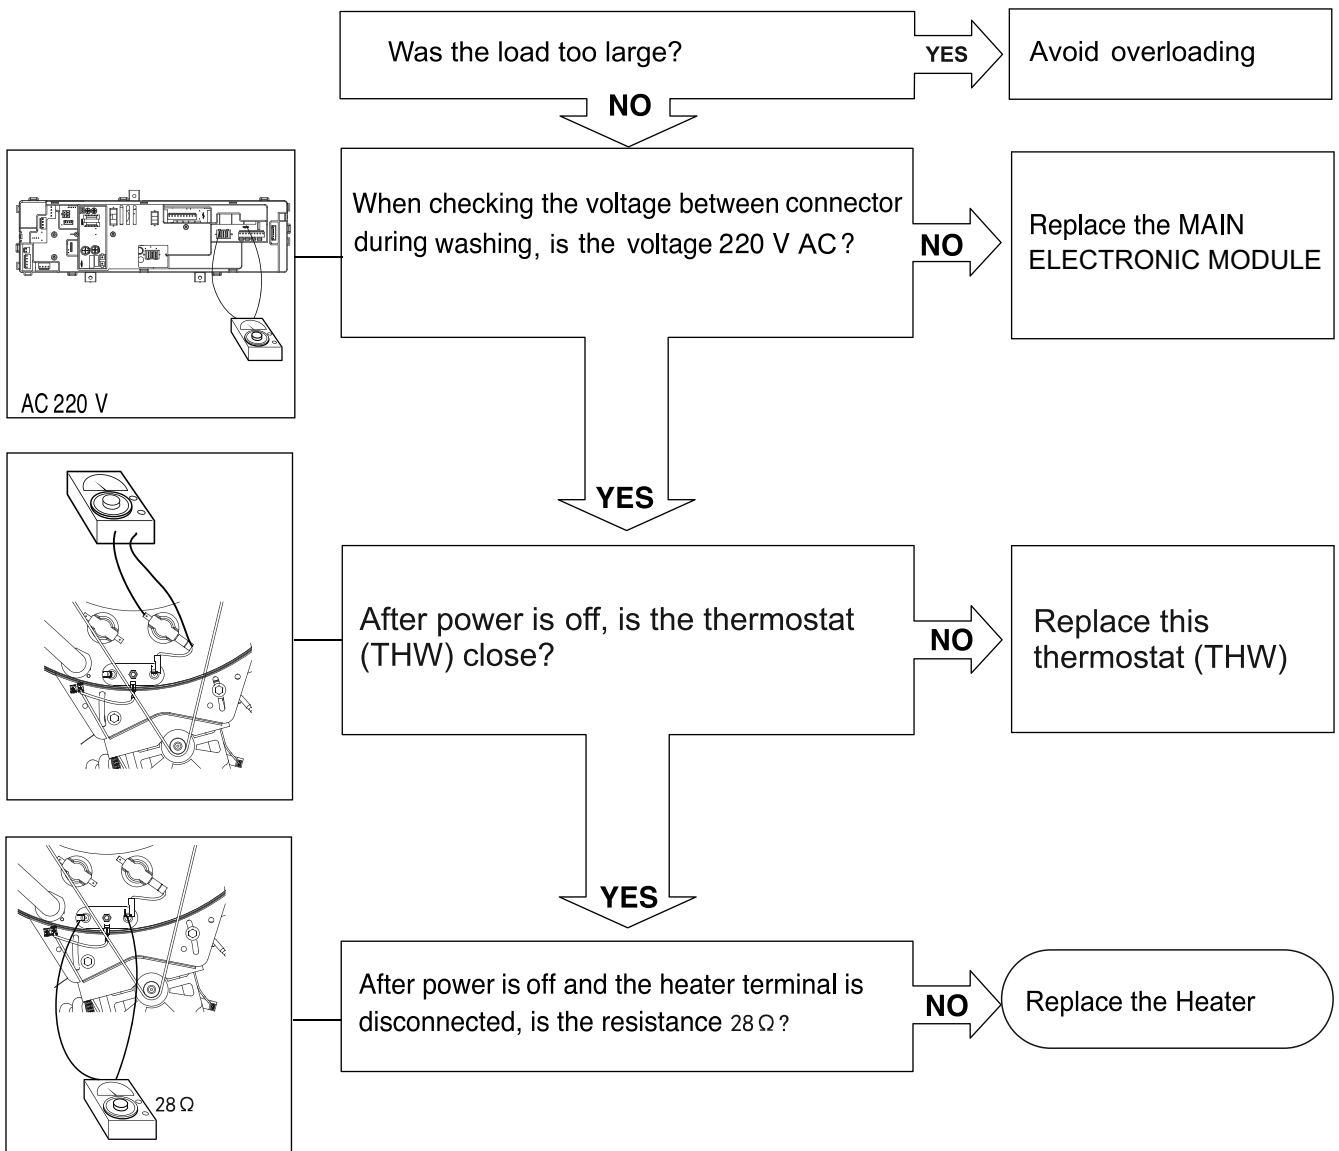 Was the load too large?
YES
Avoid overloading
NO
When checking the voltage between connector
during washing, is the voltage 220 V AC?
NO
Replace the MAIN
ELECTRONIC MODULE
AC 220 V
YES
After power is off, is the thermostat
(THW) close?
NO
Replace this
thermostat (THW)
YES
After power is off and the heater terminal is
disconnected, is the resistance 28 Ω?
NO
Replace the Heater
28 Ω